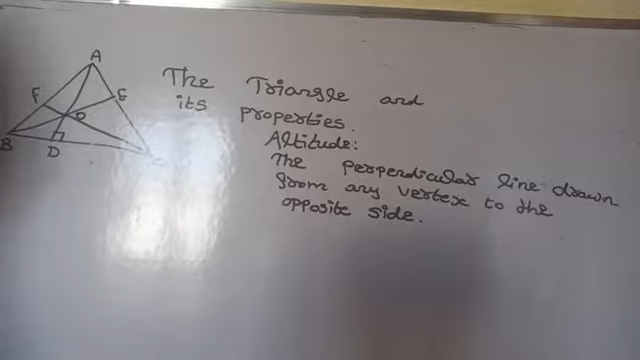 A
F
E
O
B
D
C
The Triangle and
its properties.
Altitude:
The perpendicular line drawn
from any vertex to the
opposite side.